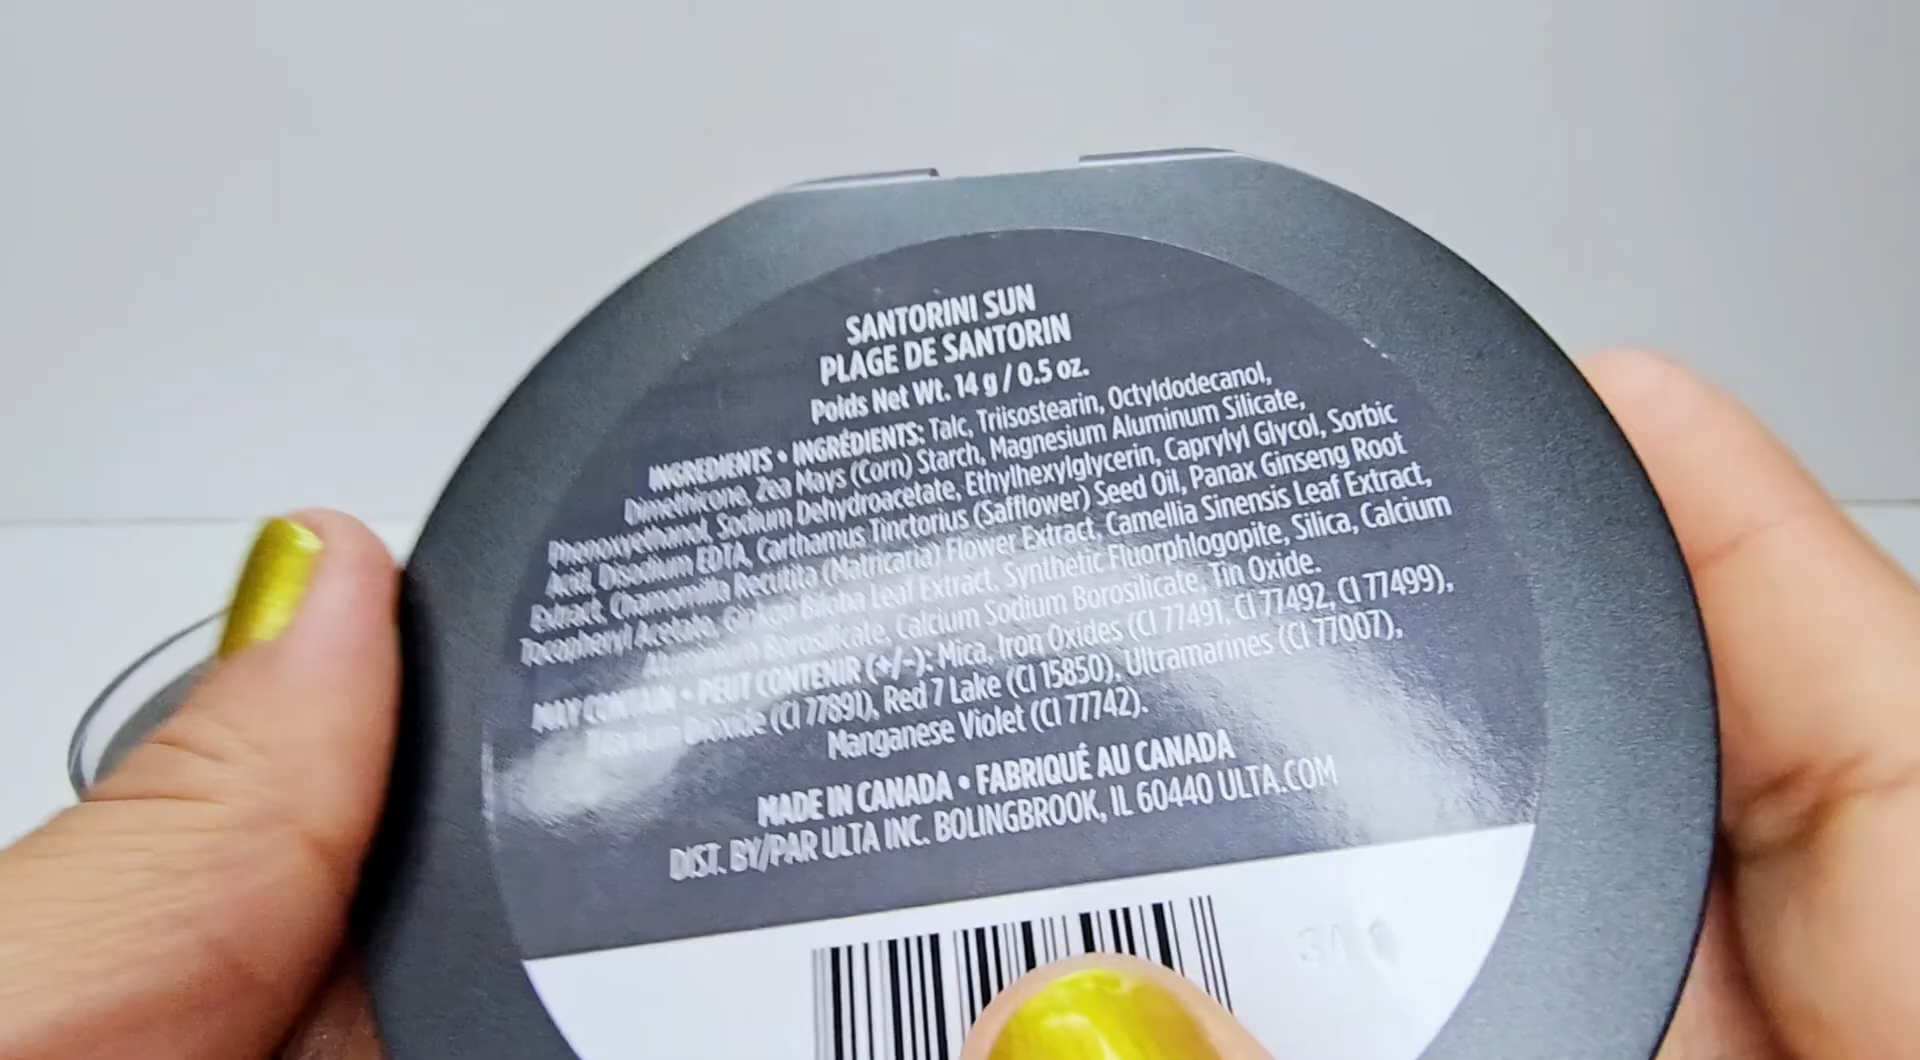 SANTORINI SUN
PLAGE DE SANTORIN
Poids Net Wt. 14 g / 0.5 oz.
INGREDIENTS • INGRÉDIENTS: Talc, Triisostearin, Octyldodecanol,
Dimethicone, Zea Mays (Corn) Starch, Magnesium Aluminum Silicate,
Phenoxyethanol, Sodium Dehydroacetate, Ethylhexylglycerin, Caprylyl Glycol, Sorbic
Acid, Disodium EDTA, Carthamus Tinctorius (Safflower) Seed Oil, Panax Ginseng Root
Extract, Chamomilla Recutita (Matricaria) Flower Extract, Camellia Sinensis Leaf Extract,
Tocopheryl Acetate, Ginkgo Biloba Leaf Extract, Synthetic Fluorphlogopite, Silica, Calcium
Aluminum Borosilicate, Calcium Sodium Borosilicate, Tin Oxide.
MAY CONTAIN • PEUT CONTENIR (+/-): Mica, Iron Oxides (CI 77491, CI 77492, CI 77499),
Titanium Dioxide (CI 77891), Red 7 Lake (CI 15850), Ultramarines (CI 77007),
Manganese Violet (CI 77742).
MADE IN CANADA • FABRIQUÉ AU CANADA
DIST. BY/PAR ULTA INC. BOLINGBROOK, IL 60440 ULTA.COM